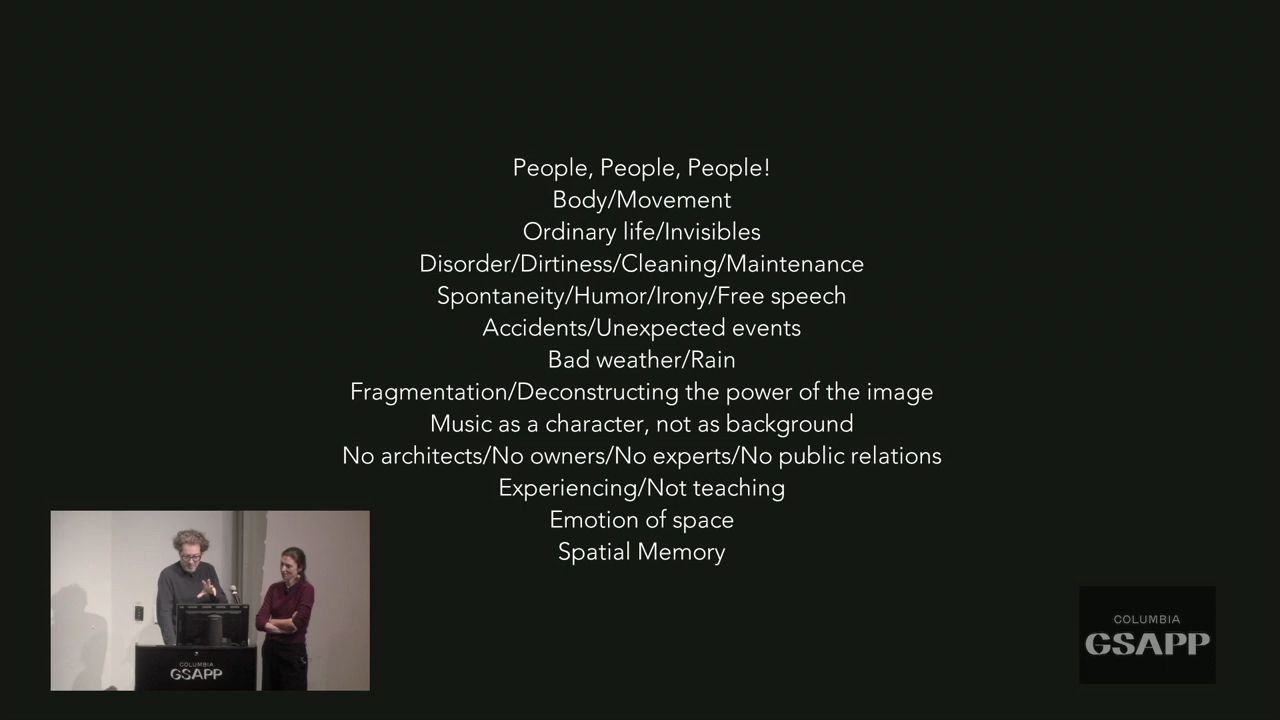 People, People, People!
Body/Movement
Ordinary life/Invisibles
Disorder/Dirtiness/Cleaning/Maintenance
Spontaneity/Humor/Irony/Free speech
Accidents/Unexpected events
Bad weather/Rain
Fragmentation/Deconstructing the power of the image
Music as a character, not as background
No architects/No owners/No experts/No public relations
Experiencing/Not teaching
Emotion of space
Spatial Memory
COLUMBIA
GSAPP
COLUMBIA
GSAPP